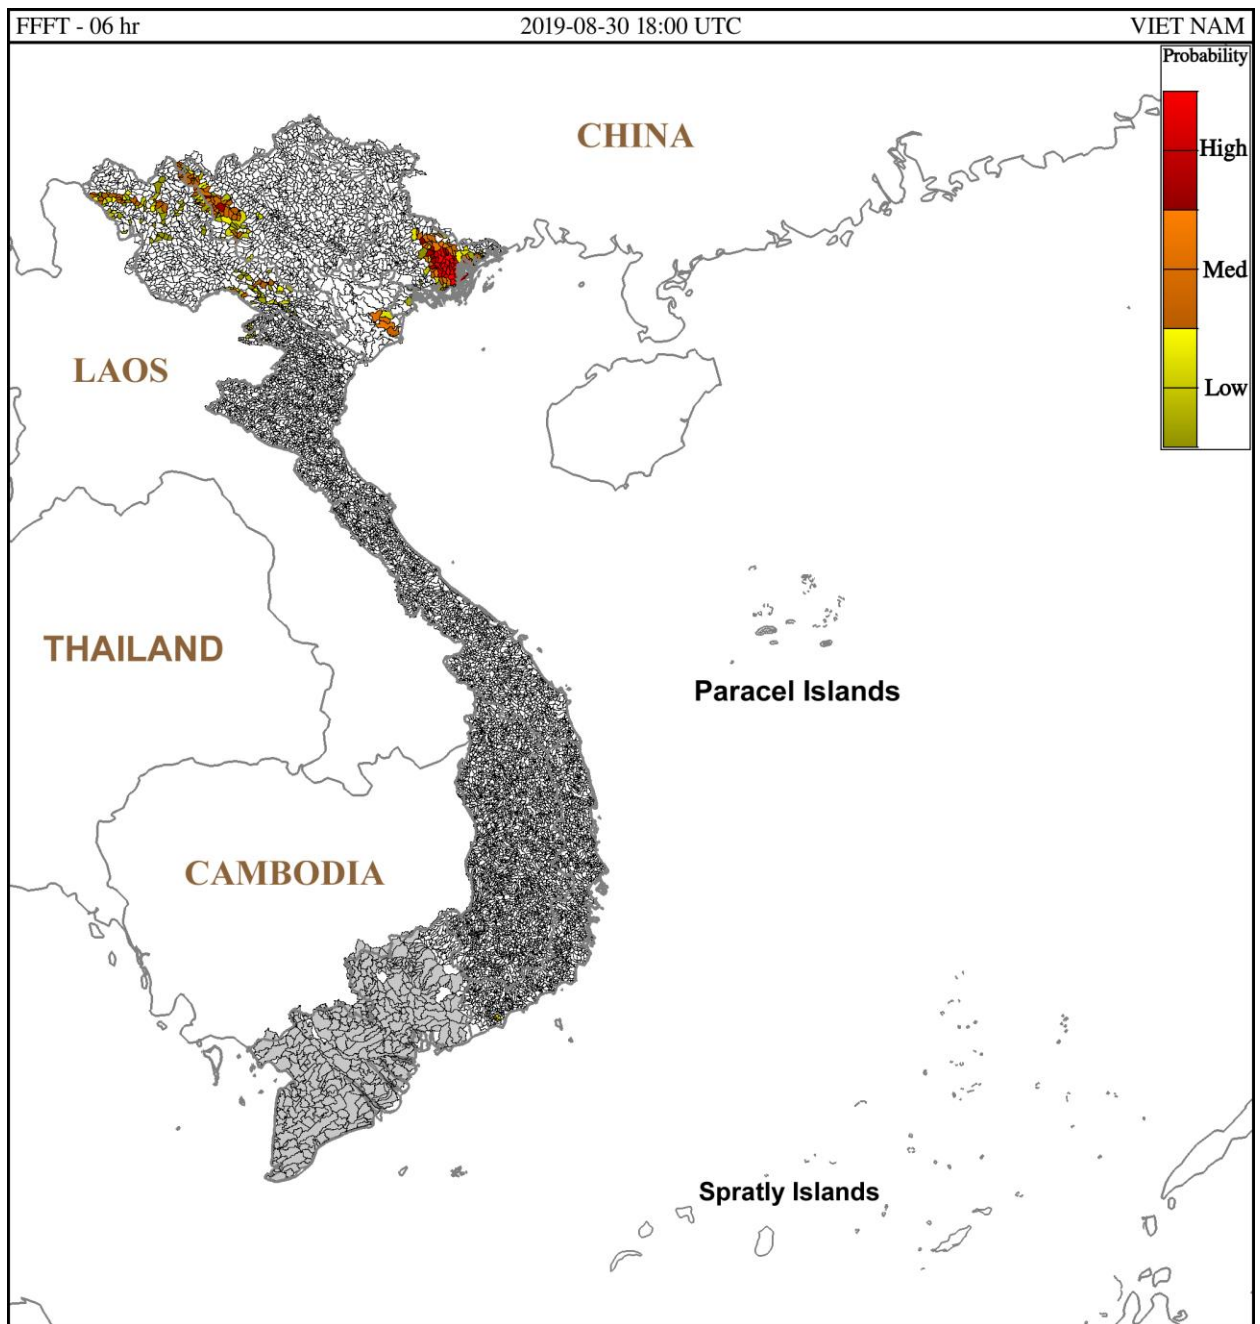 FFFT - 06 hr 2019-08-30 18:00 UTC VIET NAM
Probability
CHINA
High
Med
LAOS
Low
THAILAND
Paracel Islands
CAMBODIA
Spratly Islands